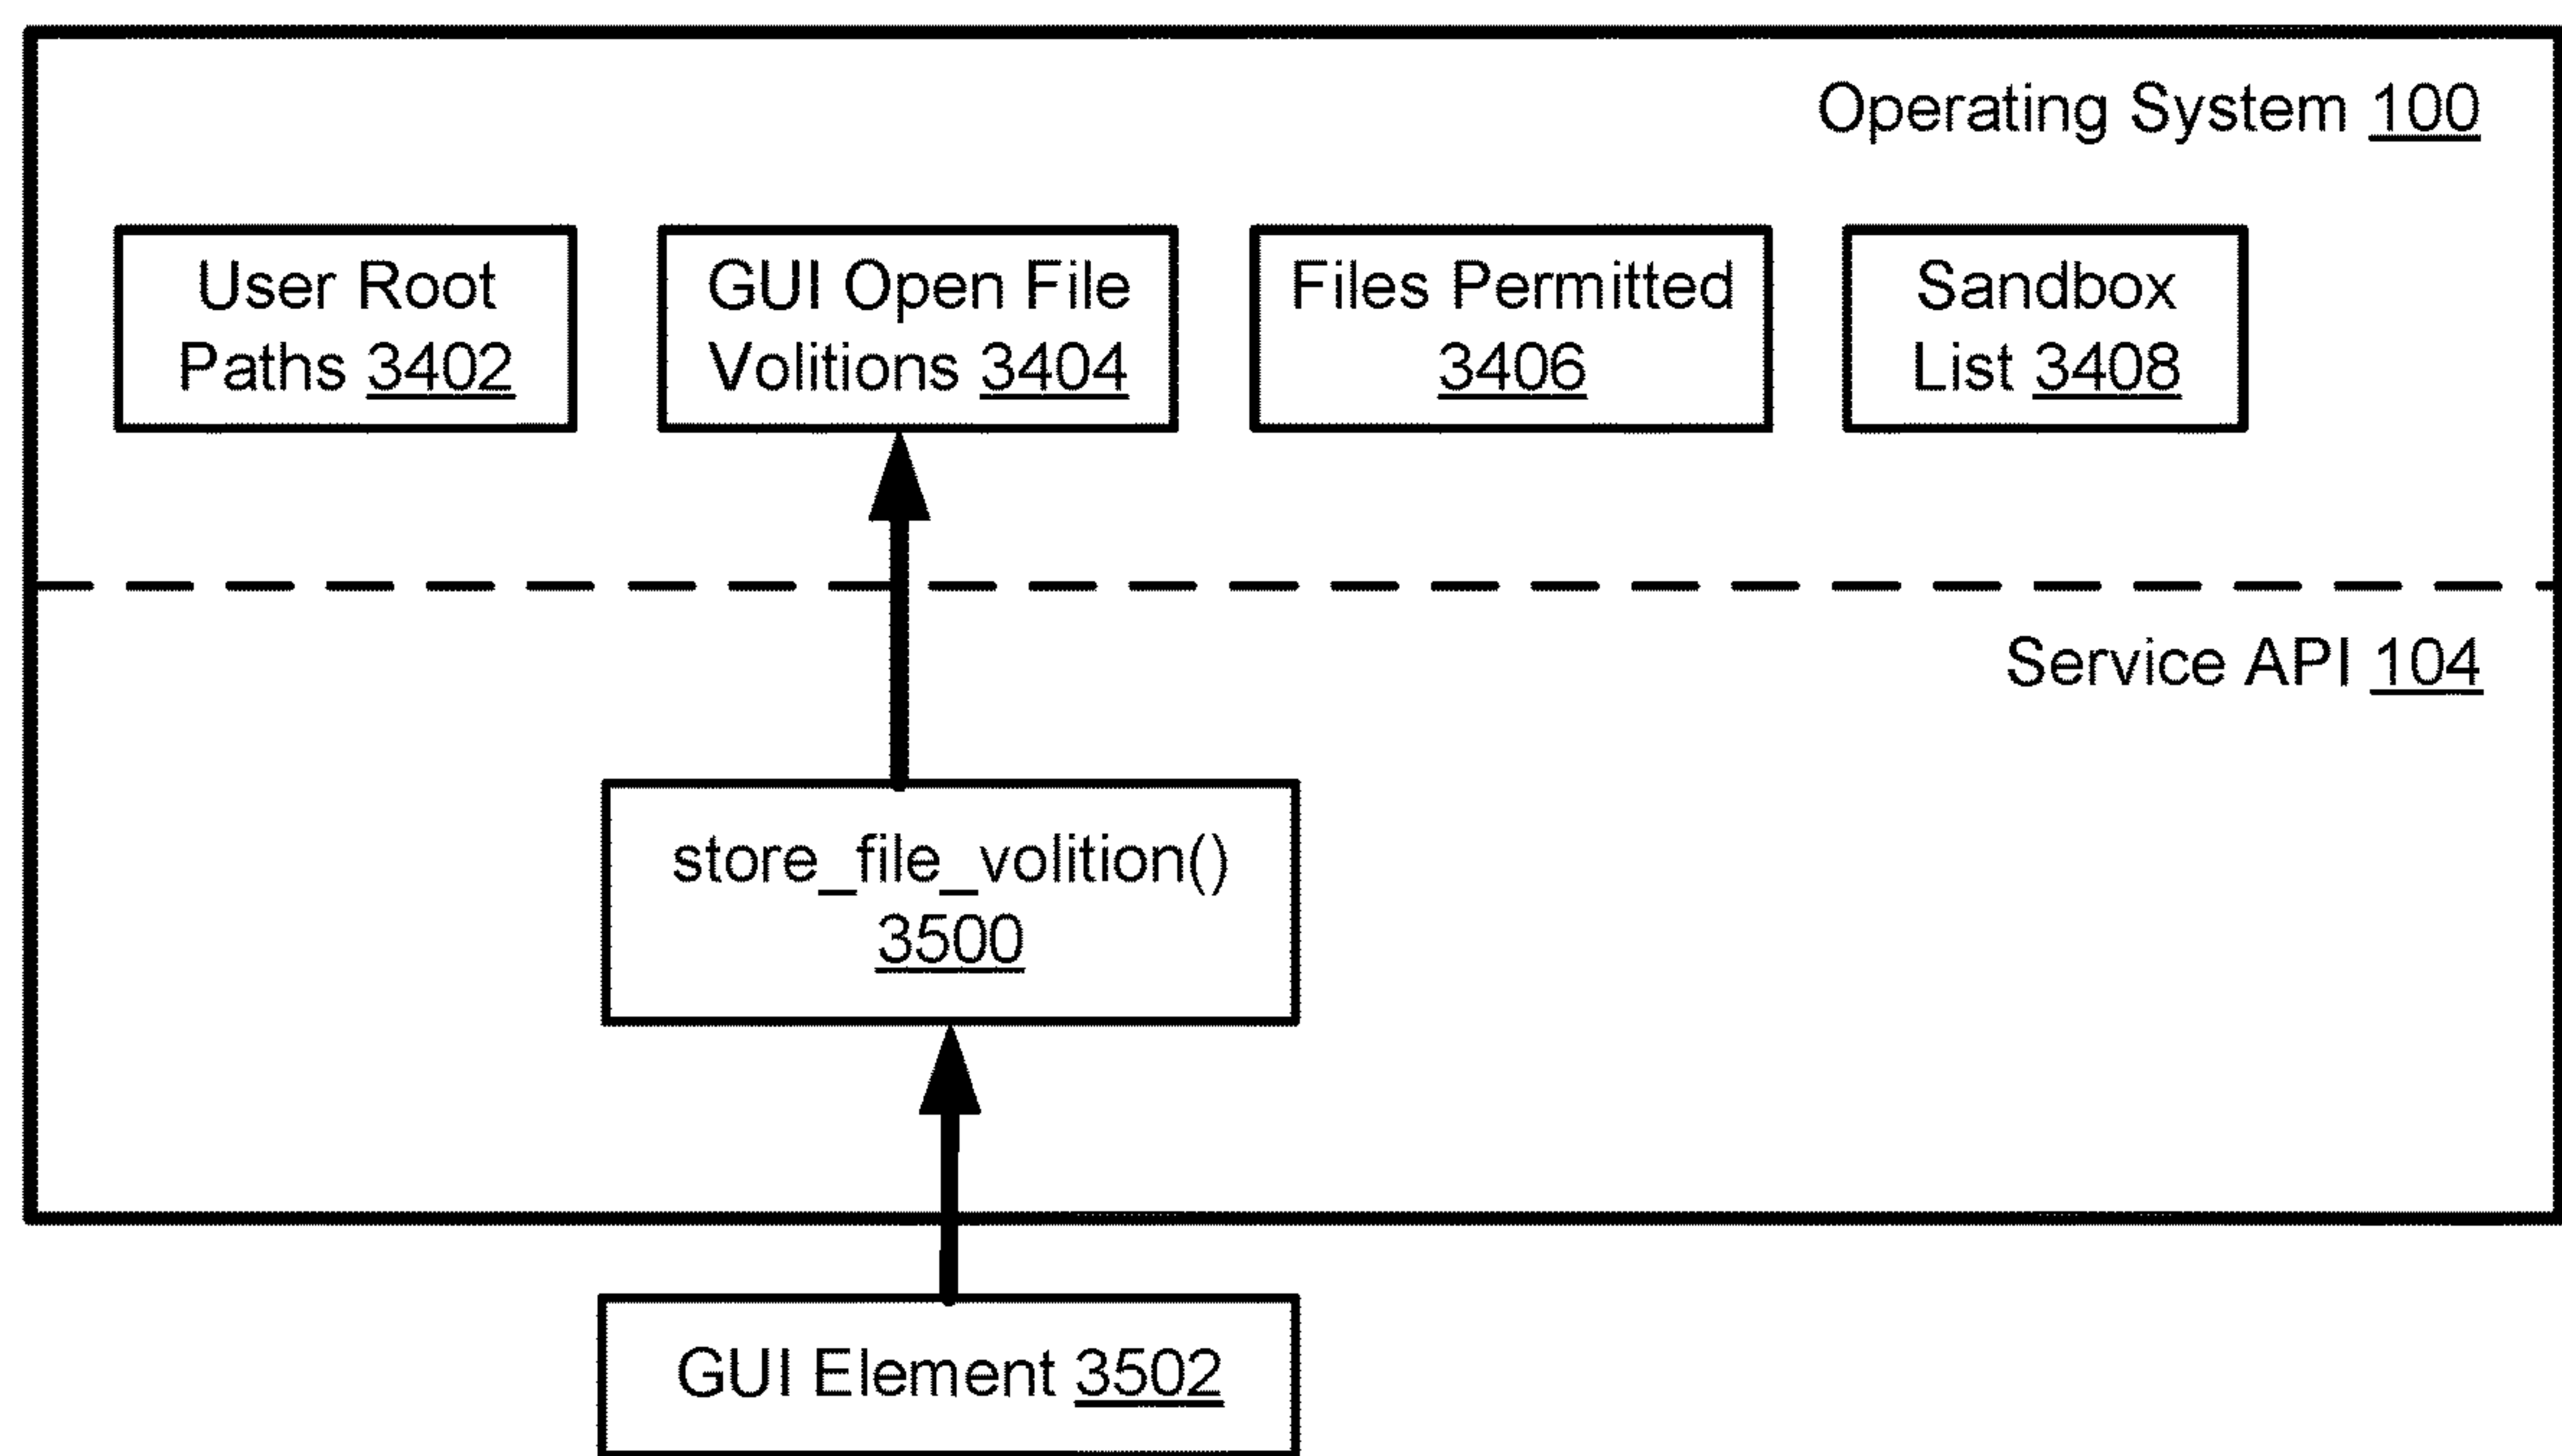 Operating System 100
User Root
Paths 3402
GUI Open File
Volitions 3404
Files Permitted
3406
Sandbox
List 3408
Service API 104
store_file_volition()
3500
GUI Element 3502